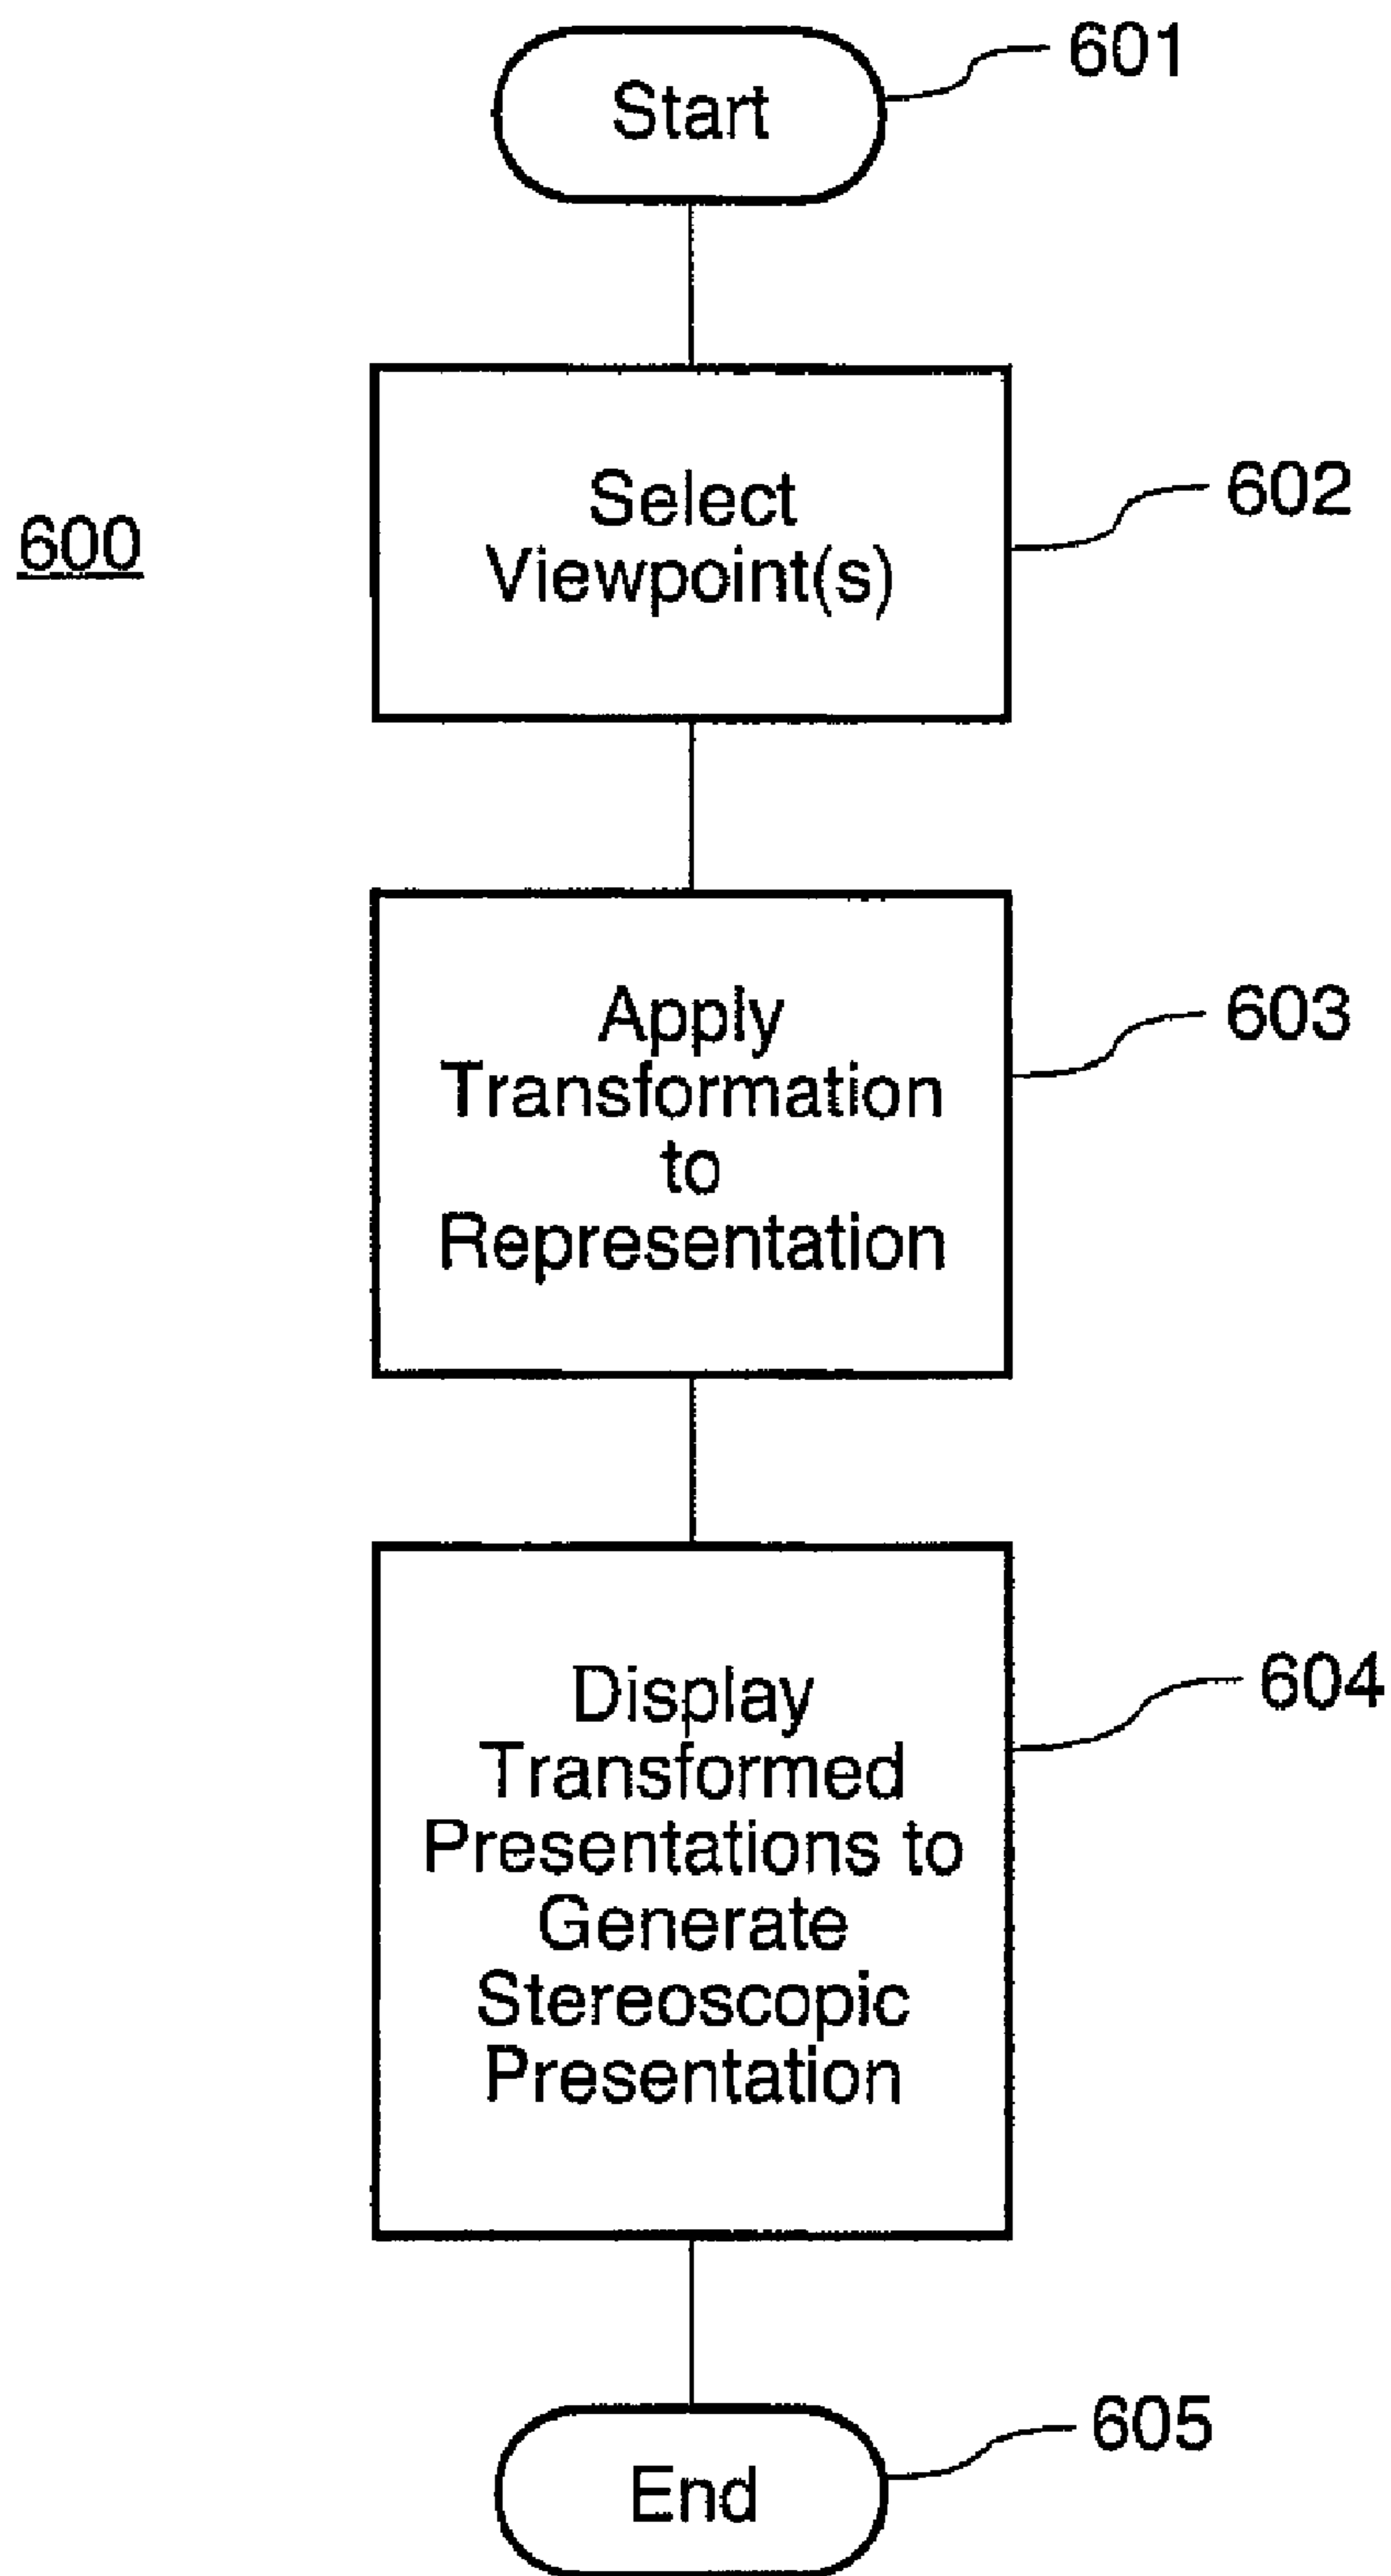 Start
601
600
Select
Viewpoint(s)
602
Apply
Transformation
to
Representation
603
Display
Transformed
Presentations to
Generate
Stereoscopic
Presentation
604
End
605